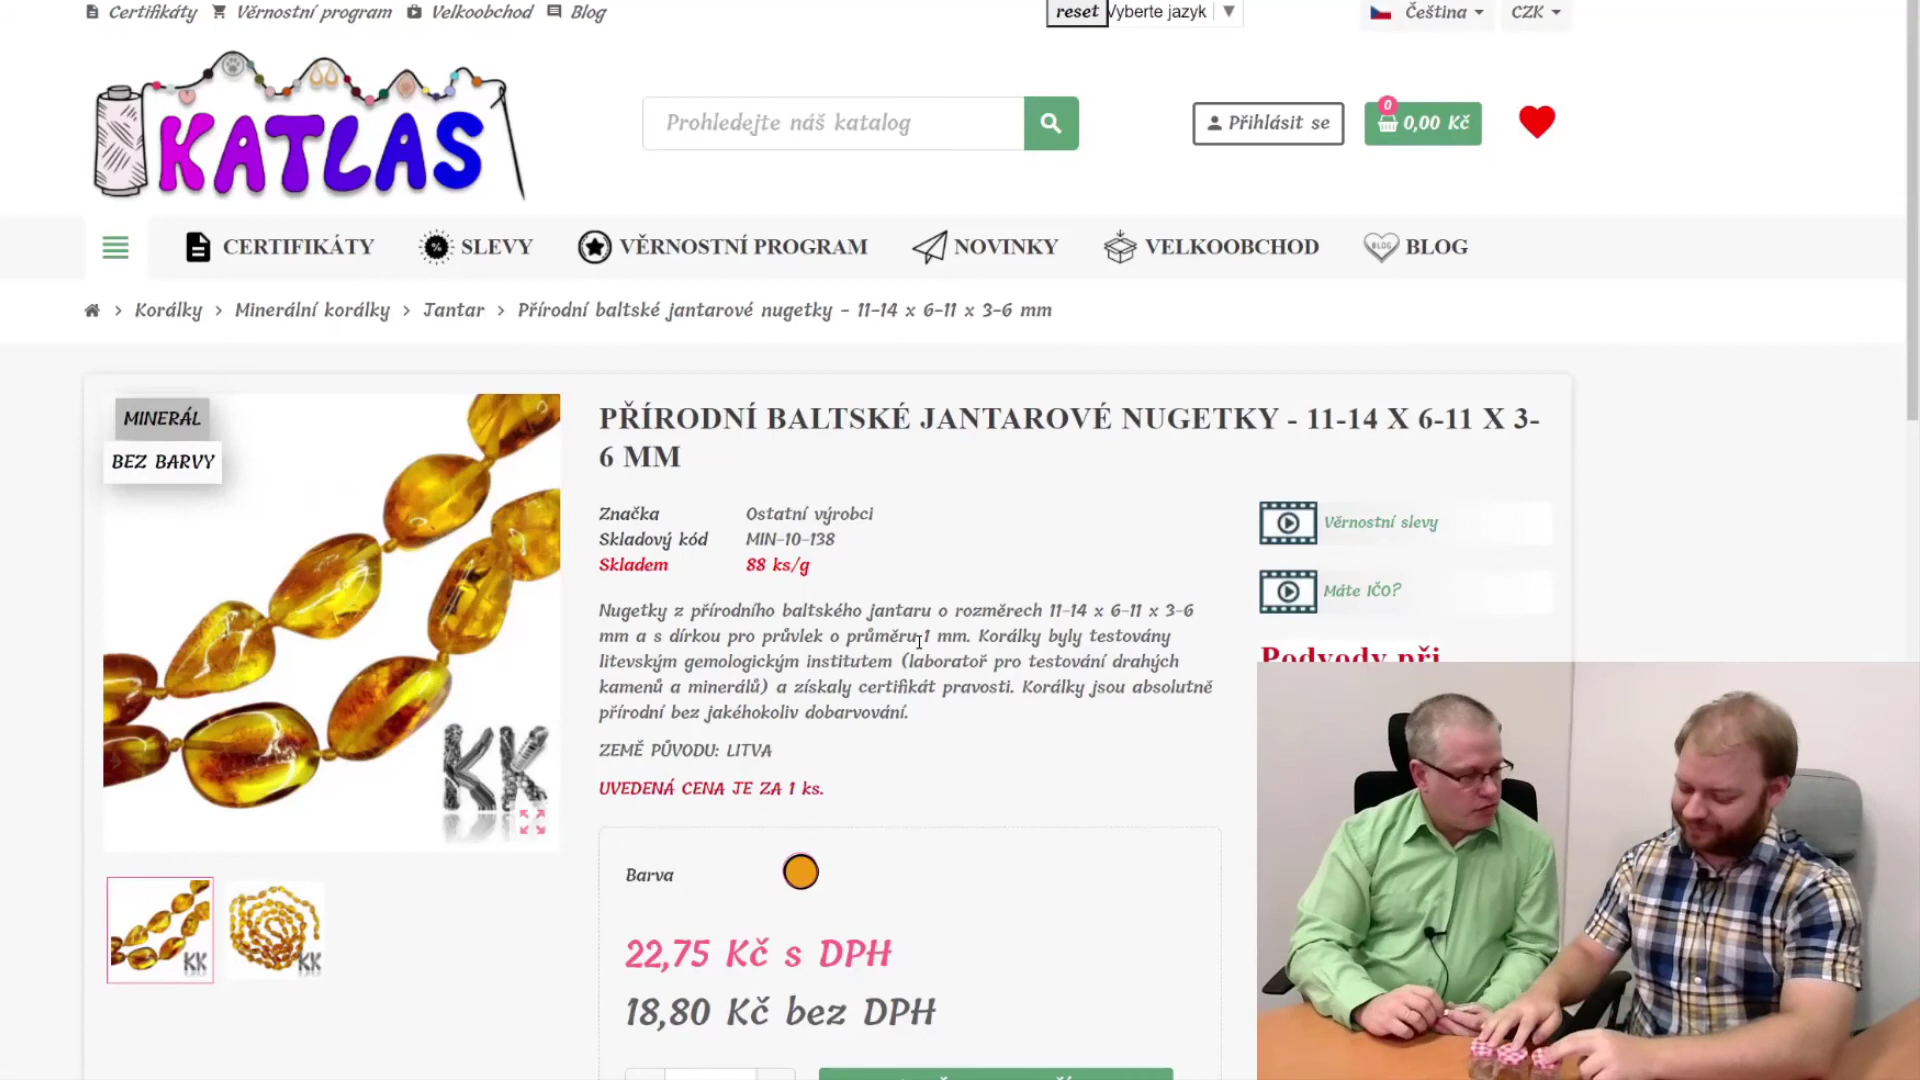 Certifikáty Věrnostní program Velkoobchod Blog
reset Vyberte jazyk ▼
Čeština CZK
KATLAS
Prohledejte náš katalog
Přihlásit se
0
0,00 Kč
CERTIFIKÁTY % SLEVY VĚRNOSTNÍ PROGRAM NOVINKY VELKOOBCHOD BLOG BLOG
Korálky > Minerální korálky > Jantar > Přírodní baltské jantarové nugetky - 11-14 x 6-11 x 3-6 mm
MINERÁL
BEZ BARVY
KK
KK
KK
PŘÍRODNÍ BALTSKÉ JANTAROVÉ NUGETKY - 11-14 X 6-11 X 3-
6 MM
Značka Ostatní výrobci
Skladový kód MIN-10-138
Skladem 88 ks/g
Nugetky z přírodního baltského jantaru o rozměrech 11-14 x 6-11 x 3-6
mm a s dírkou pro průvlek o průměru 1 mm. Korálky byly testovány
litevským gemologickým institutem (laboratoř pro testování drahých
kamenů a minerálů) a získaly certifikát pravosti. Korálky jsou absolutně
přírodní bez jakéhokoliv dobarvování.
ZEMĚ PŮVODU: LITVA
UVEDENÁ CENA JE ZA 1 ks.
Barva
22,75 Kč s DPH
18,80 Kč bez DPH
Věrnostní slevy
Máte IČO?
Podvody při